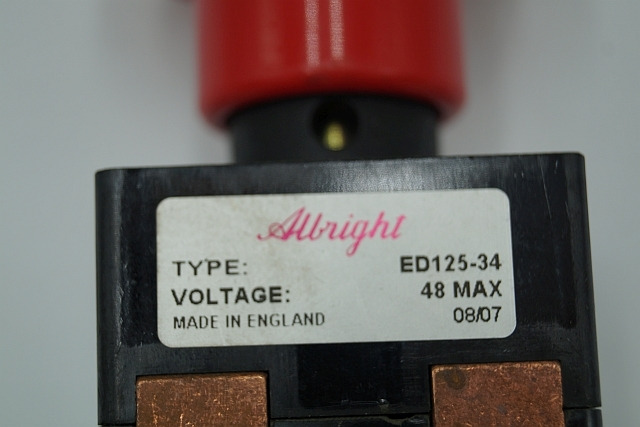 Albright
TYPE: ED125-34
VOLTAGE: 48 MAX
MADE IN ENGLAND 08/07